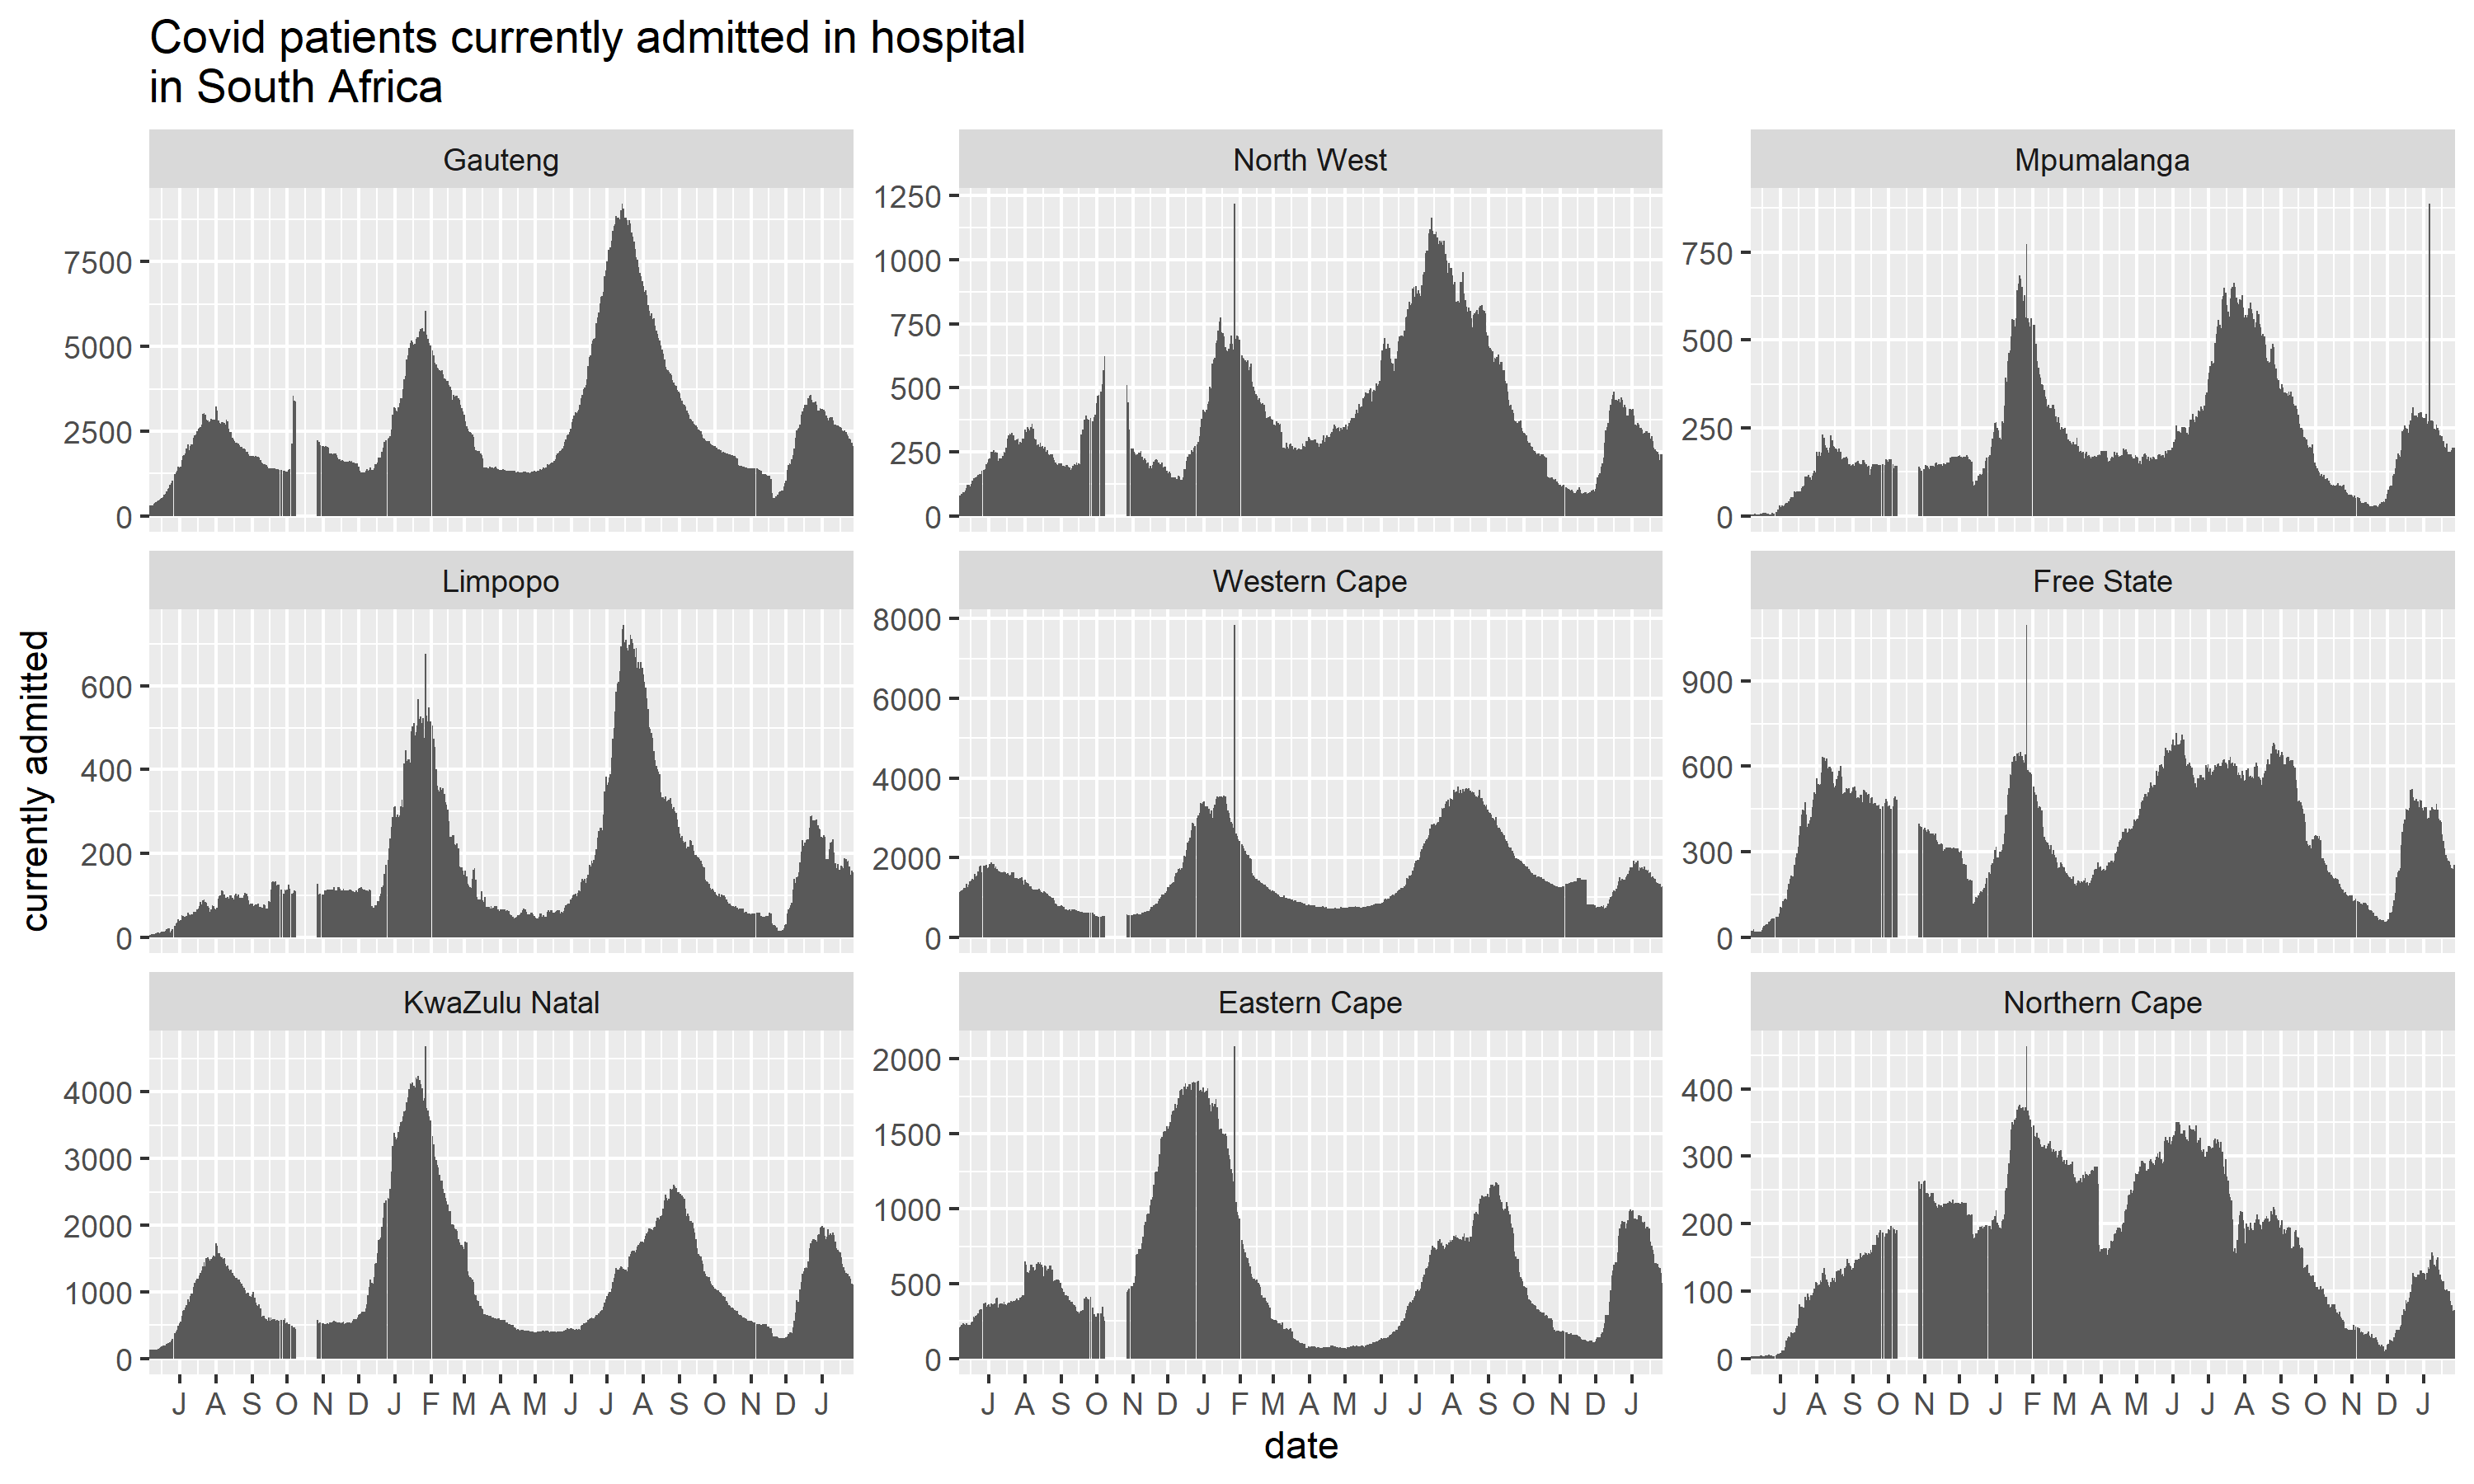 Covid patients currently admitted in hospital
in South Africa
Gauteng
North West
Mpumalanga
7500
5000
2500
0
1250
1000
750
500
250
0
750
500
250
0
Limpopo
Western Cape
Free State
600
400
200
0
8000
6000
4000
2000
0
900
600
300
0
KwaZulu Natal
Eastern Cape
Northern Cape
4000
3000
2000
1000
0
2000
1500
1000
500
0
400
300
200
100
0
J A S O N D J F M A M J J A S O N D J
J A S O N D J F M A M J J A S O N D J
J A S O N D J F M A M J J A S O N D J
date
currently admitted